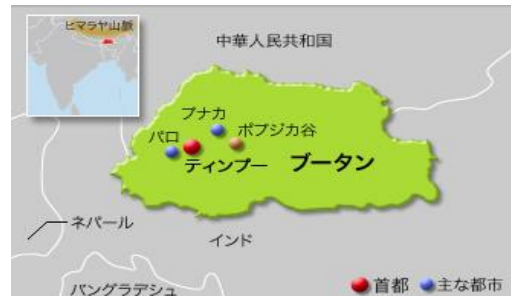 ヒマラヤ山脈
中華人民共和国
プナカ
パロ
ポブジカ谷
ティンプー
ブータン
ネパール
インド
バングラデシュ
首都
主な都市